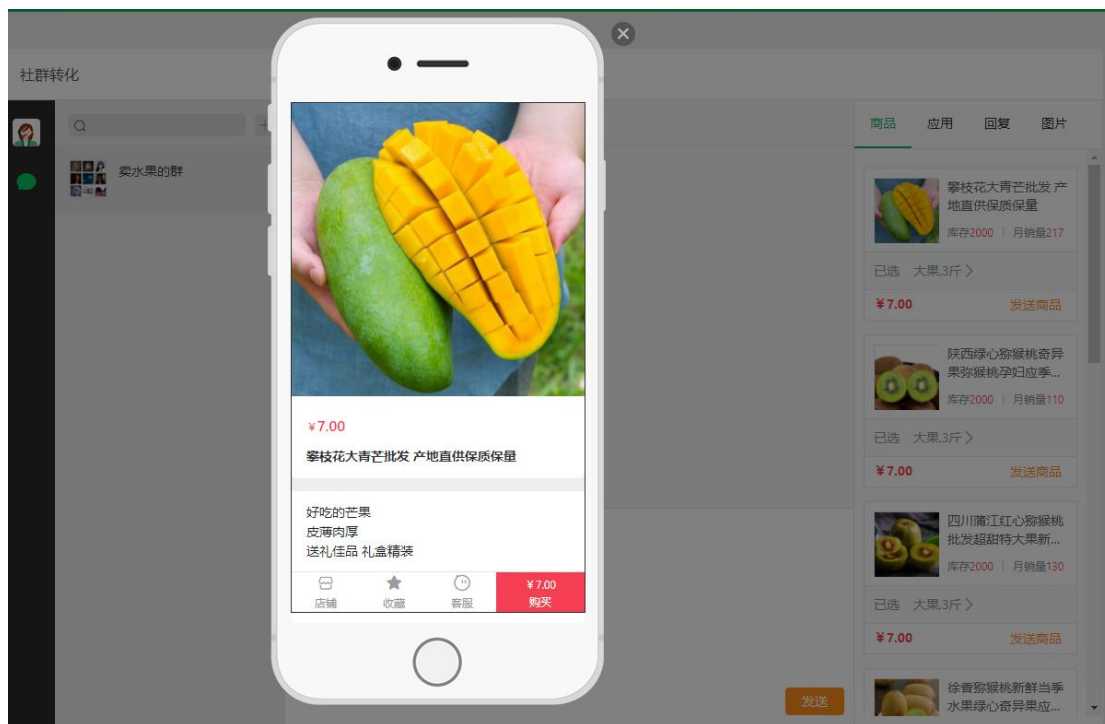 社群转化
卖水果的群
¥7.00
攀枝花大青芒批发 产地直供保质保量
好吃的芒果
皮薄肉厚
送礼佳品 礼盒精装
店铺
收藏
客服
¥7.00
购买
商品 应用 回复 图片
攀枝花大青芒批发 产
地直供保质保量
库存2000 | 月销量217
已选 大果,3斤 >
¥7.00 发送商品
陕西绿心猕猴桃奇异
果弥猴桃孕妇应季...
库存2000 | 月销量110
已选 大果,3斤 >
¥7.00 发送商品
四川蒲江红心猕猴桃
批发超甜特大果新...
库存2000 | 月销量130
已选 大果,3斤 >
¥7.00 发送商品
徐香猕猴桃新鲜当季
水果绿心奇异果应...
发送